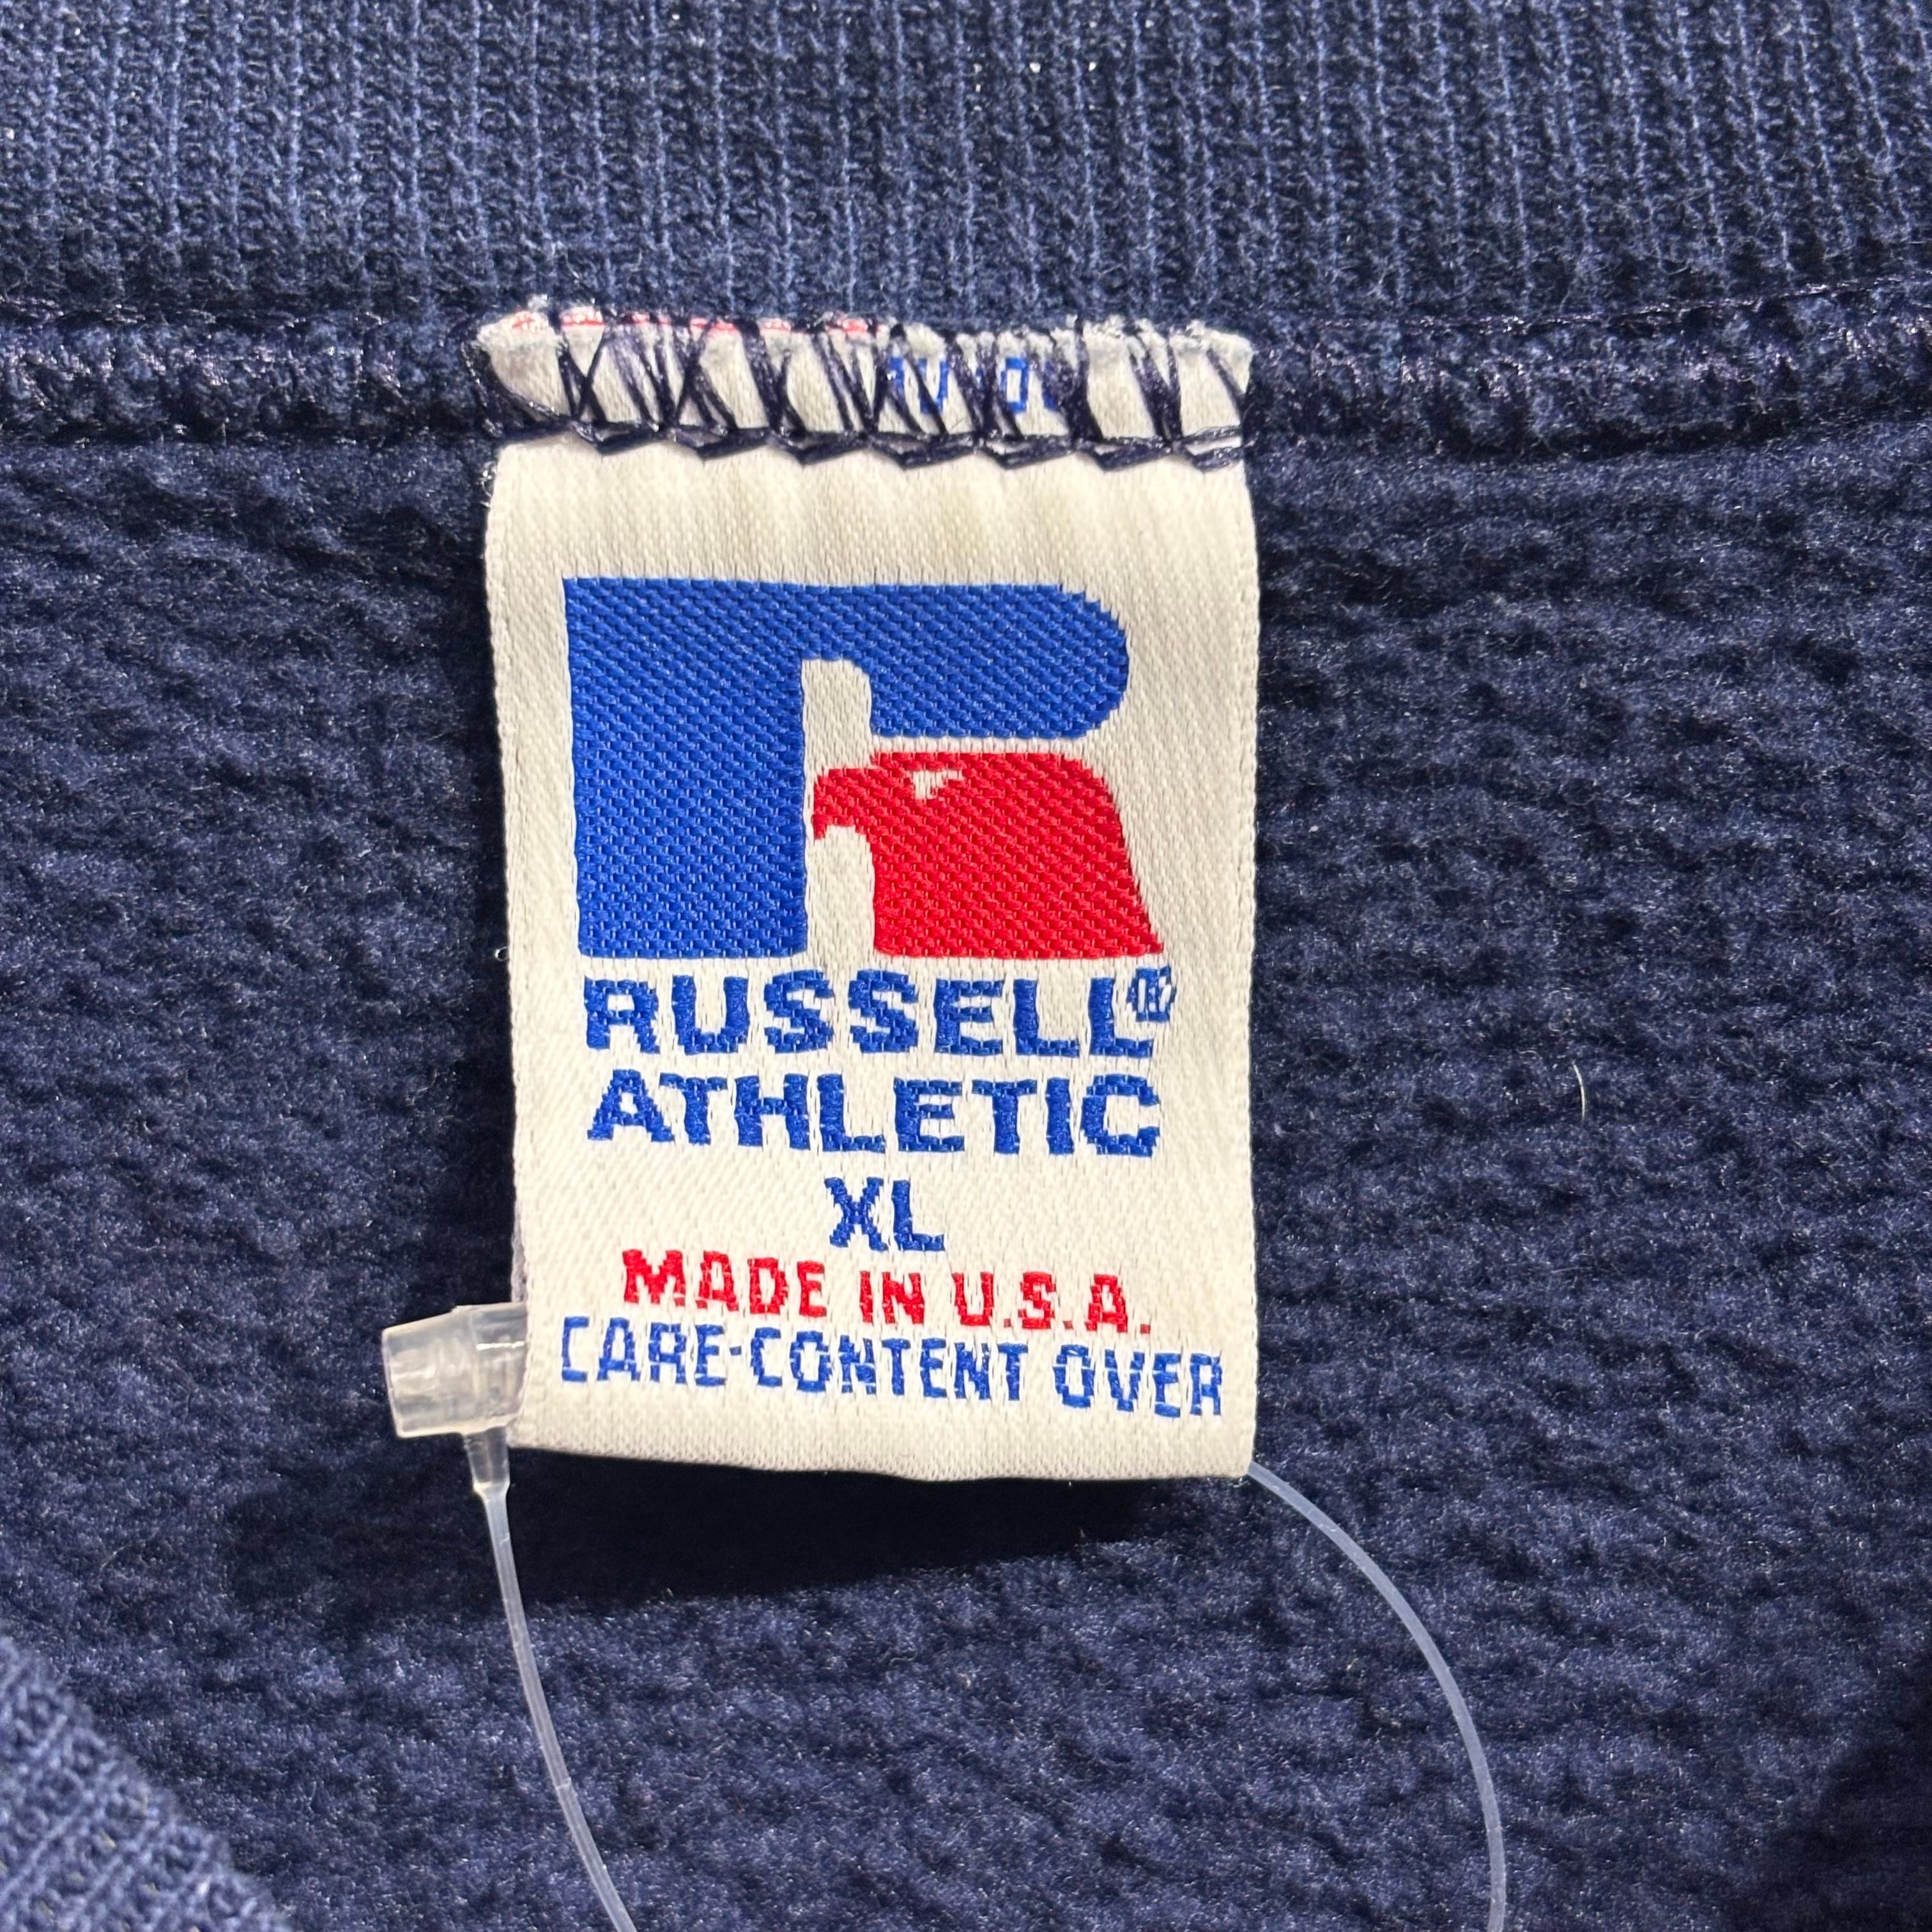 RUSSELL®
ATHLETIC
XL
MADE IN U.S.A.
CARE·CONTENT OVER